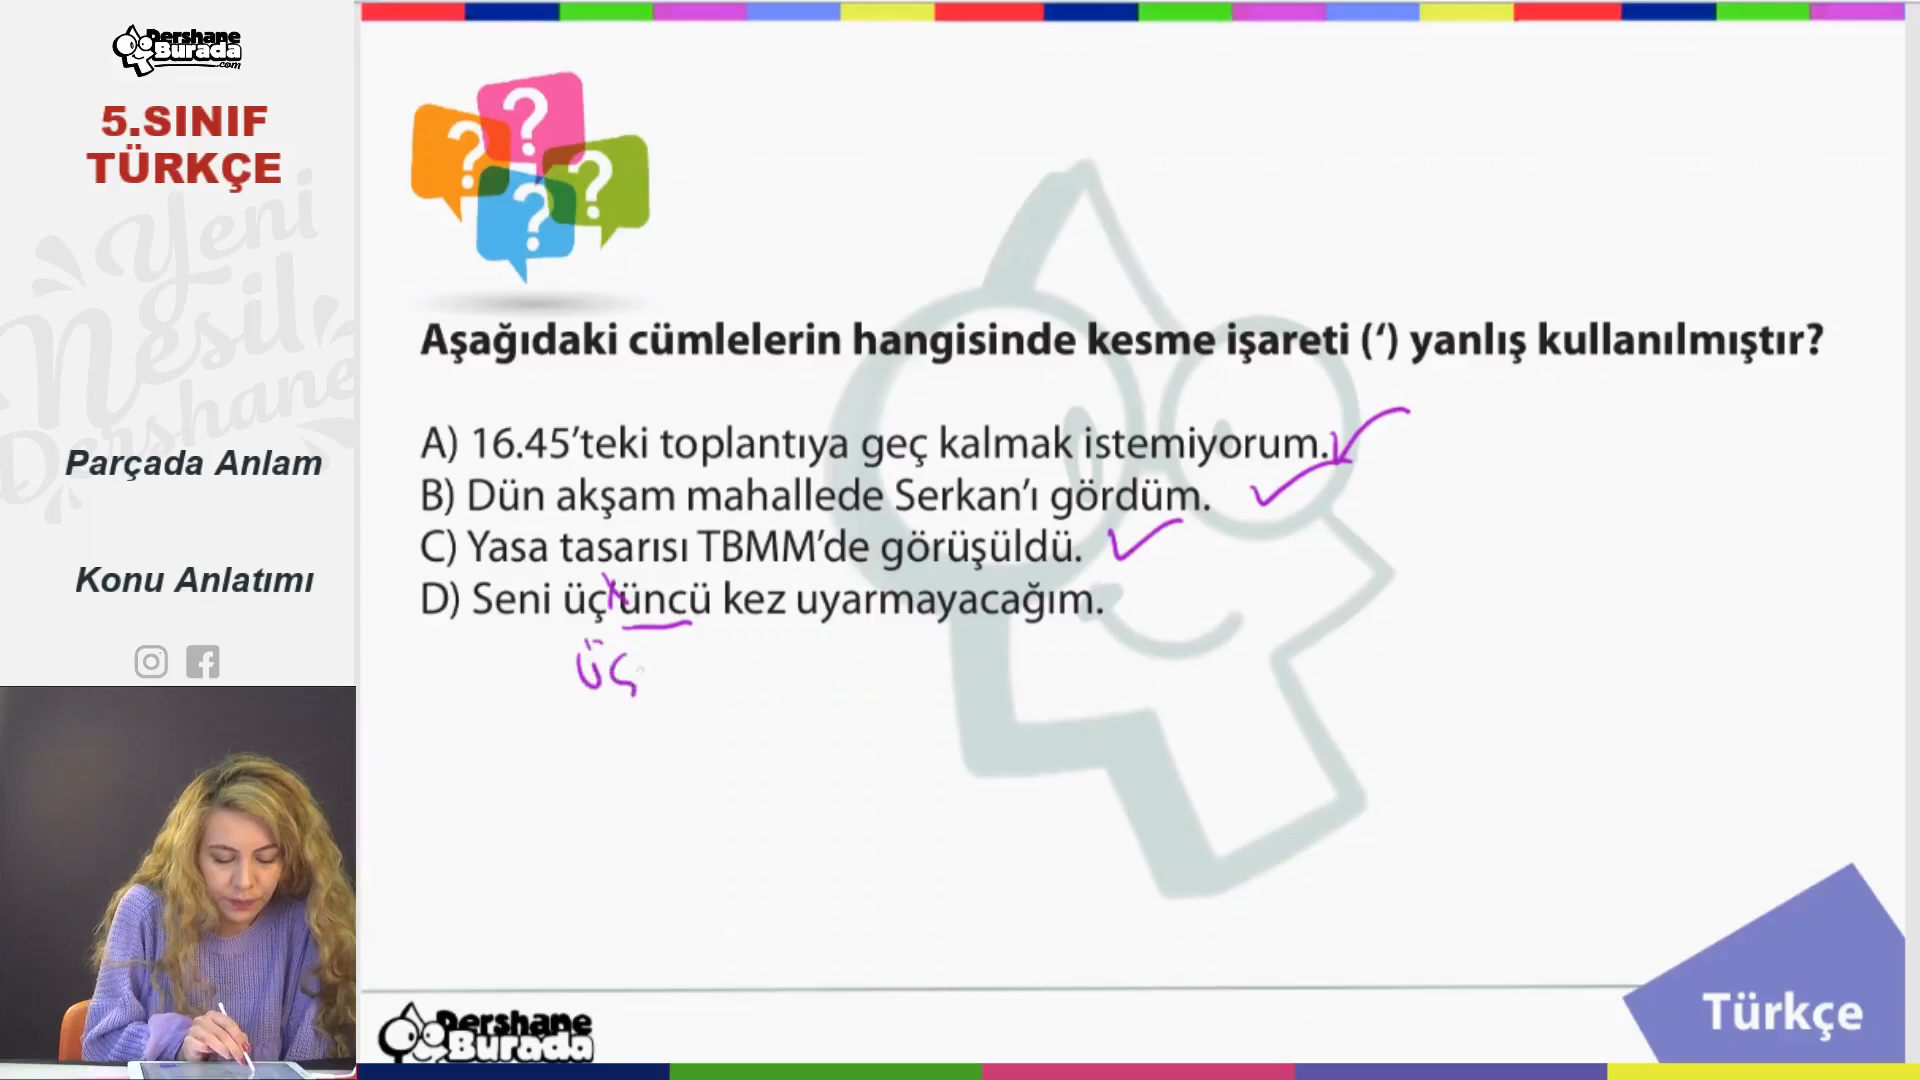 Dershane
Burada
.com
5.SINIF
TÜRKÇE
Yeni
Nesil
Dershane
Parçada Anlam
Konu Anlatımı
Aşağıdaki cümlelerin hangisinde kesme işareti (‘) yanlış kullanılmıştır?
A) 16.45’teki toplantıya geç kalmak istemiyorum.
B) Dün akşam mahallede Serkan’ı gördüm.
C) Yasa tasarısı TBMM’de görüşüldü.
D) Seni üç’üncü kez uyarmayacağım.
üç
Dershane
Burada
Türkçe